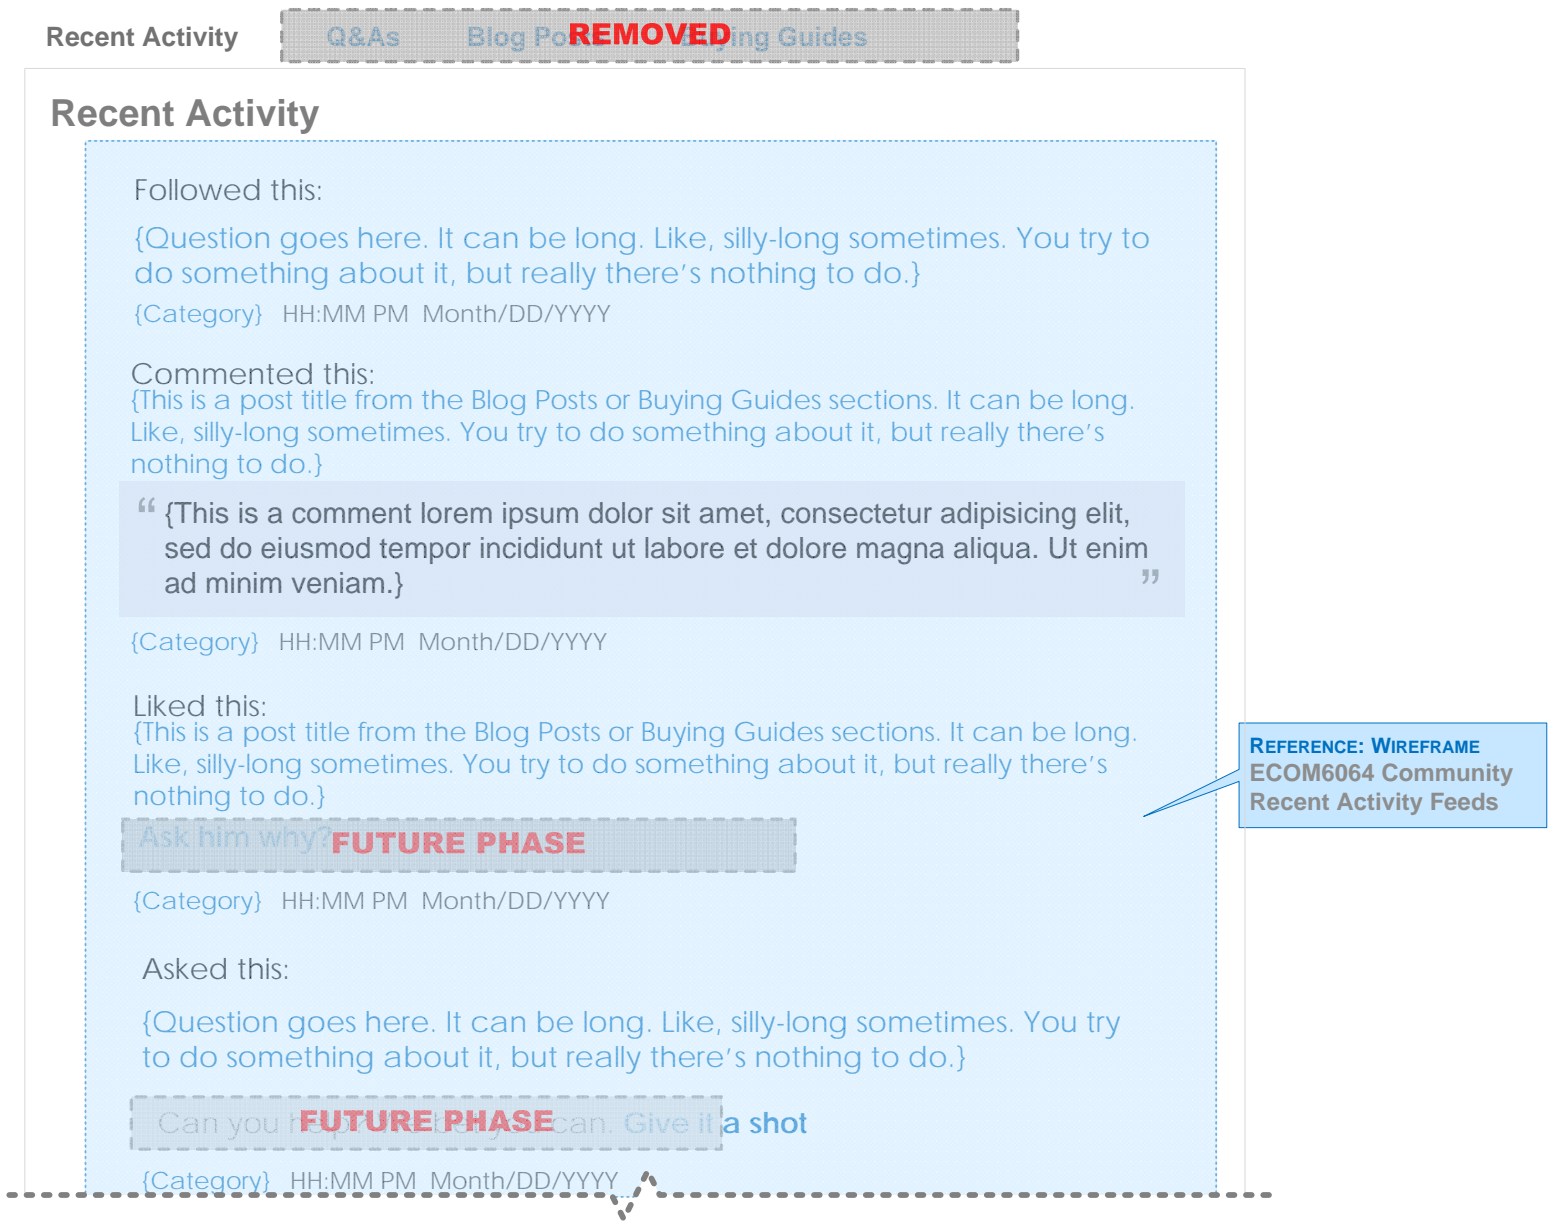 Recent Activity Q&As Blog Posts Buying Guides
REMOVED
Recent Activity
Followed this:
{Question goes here. It can be long. Like, silly-long sometimes. You try to
do something about it, but really there's nothing to do.}
{Category} HH:MM PM Month/DD/YYYY
Commented this:
{This is a post title from the Blog Posts or Buying Guides sections. It can be long.
Like, silly-long sometimes. You try to do something about it, but really there's
nothing to do.}
“ {This is a comment lorem ipsum dolor sit amet, consectetur adipisicing elit,
sed do eiusmod tempor incididunt ut labore et dolore magna aliqua. Ut enim
ad minim veniam.} ”
{Category} HH:MM PM Month/DD/YYYY
Liked this:
{This is a post title from the Blog Posts or Buying Guides sections. It can be long.
Like, silly-long sometimes. You try to do something about it, but really there's
nothing to do.}
Ask him why?
FUTURE PHASE
{Category} HH:MM PM Month/DD/YYYY
REFERENCE: WIREFRAME
ECOM6064 Community
Recent Activity Feeds
Asked this:
{Question goes here. It can be long. Like, silly-long sometimes. You try
to do something about it, but really there's nothing to do.}
Can you help? can. Give it a shot
FUTURE PHASE
{Category} HH:MM PM Month/DD/YYYY